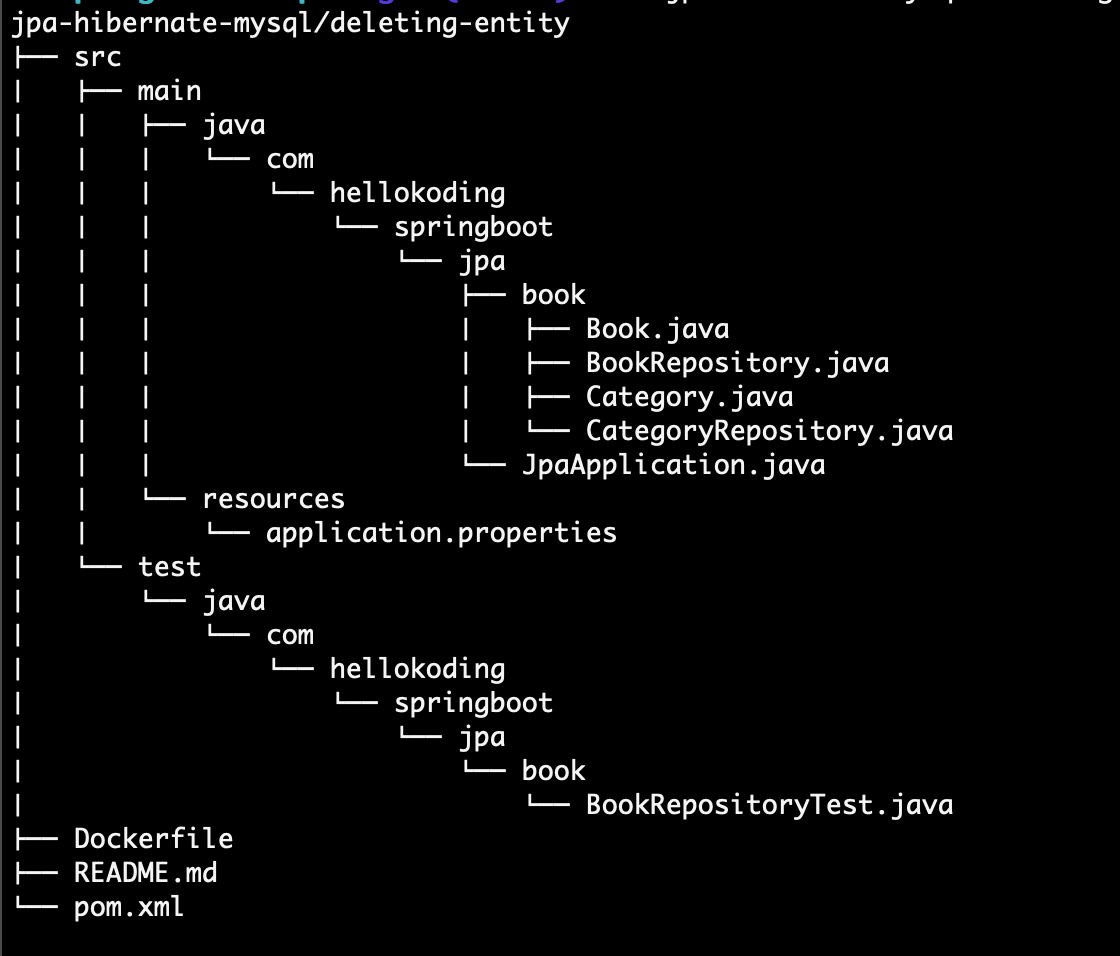 jpa-hibernate-mysql/deleting-entity
├── src
│   ├── main
│   │   ├── java
│   │   │   └── com
│   │   │       └── hellokoding
│   │   │           └── springboot
│   │   │               └── jpa
│   │   │                   ├── book
│   │   │                   │   ├── Book.java
│   │   │                   │   ├── BookRepository.java
│   │   │                   │   ├── Category.java
│   │   │                   │   └── CategoryRepository.java
│   │   │                   └── JpaApplication.java
│   │   └── resources
│   │       └── application.properties
│   └── test
│       └── java
│           └── com
│               └── hellokoding
│                   └── springboot
│                       └── jpa
│                           └── book
│                               └── BookRepositoryTest.java
├── Dockerfile
├── README.md
└── pom.xml